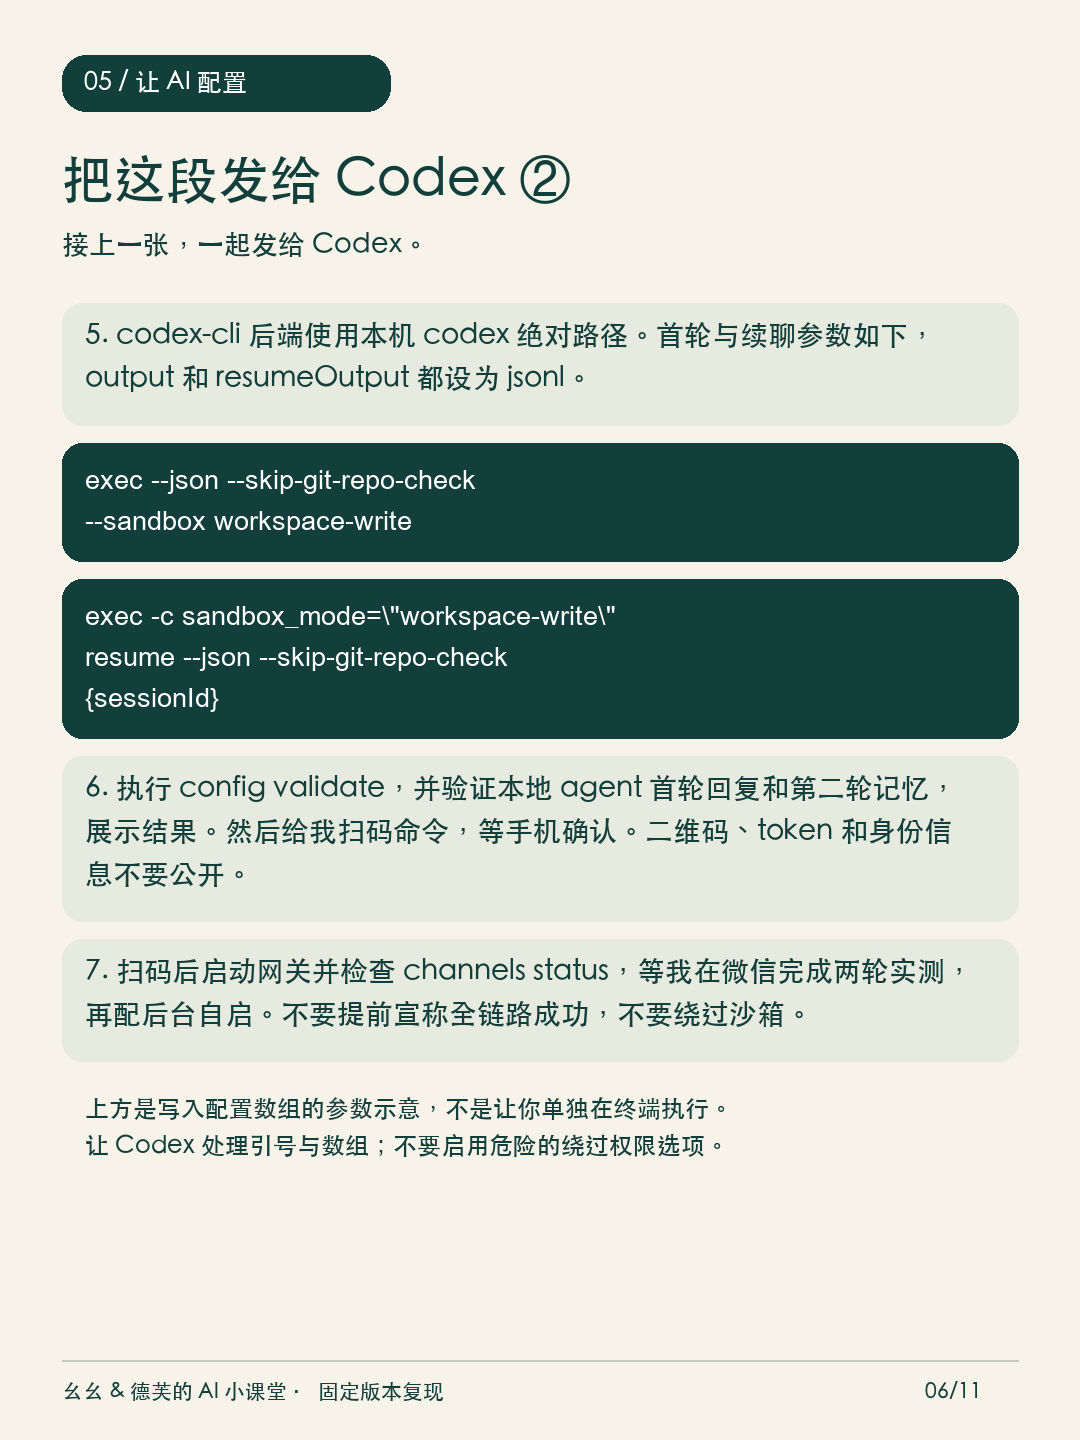 05 / 让 AI 配置
把这段发给 Codex ②
接上一张，一起发给 Codex。
5. codex-cli 后端使用本机 codex 绝对路径。首轮与续聊参数如下，
output 和 resumeOutput 都设为 jsonl。
exec --json --skip-git-repo-check
--sandbox workspace-write
exec -c sandbox_mode=\"workspace-write\"
resume --json --skip-git-repo-check
{sessionId}
6. 执行 config validate，并验证本地 agent 首轮回复和第二轮记忆，
展示结果。然后给我扫码命令，等手机确认。二维码、token 和身份信
息不要公开。
7. 扫码后启动网关并检查 channels status，等我在微信完成两轮实测，
再配后台自启。不要提前宣称全链路成功，不要绕过沙箱。
上方是写入配置数组的参数示意，不是让你单独在终端执行。
让 Codex 处理引号与数组；不要启用危险的绕过权限选项。
幺幺 & 德芙的 AI 小课堂 · 固定版本复现
06/11